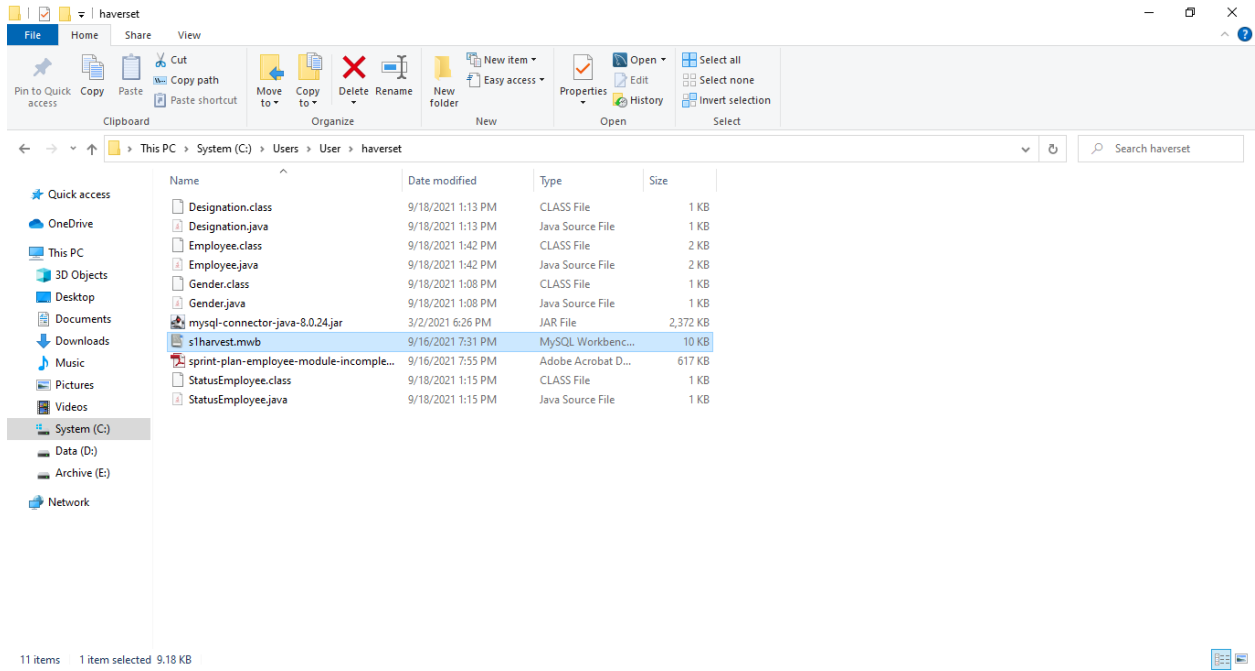 haverset
File Home Share View
Pin to Quick access
Copy
Paste
Cut
Copy path
Paste shortcut
Clipboard
Move to
Copy to
Delete
Rename
Organize
New folder
New item
Easy access
New
Properties
Open
Edit
History
Open
Select all
Select none
Invert selection
Select
This PC > System (C:) > Users > User > haverset
Search haverset
Quick access
OneDrive
This PC
3D Objects
Desktop
Documents
Downloads
Music
Pictures
Videos
System (C:)
Data (D:)
Archive (E:)
Network
Name Date modified Type Size
Designation.class 9/18/2021 1:13 PM CLASS File 1 KB
Designation.java 9/18/2021 1:13 PM Java Source File 1 KB
Employee.class 9/18/2021 1:42 PM CLASS File 2 KB
Employee.java 9/18/2021 1:42 PM Java Source File 2 KB
Gender.class 9/18/2021 1:08 PM CLASS File 1 KB
Gender.java 9/18/2021 1:08 PM Java Source File 1 KB
mysql-connector-java-8.0.24.jar 3/2/2021 6:26 PM JAR File 2,372 KB
s1harvest.mwb 9/16/2021 7:31 PM MySQL Workbenc... 10 KB
sprint-plan-employee-module-incomple... 9/16/2021 7:55 PM Adobe Acrobat D... 617 KB
StatusEmployee.class 9/18/2021 1:15 PM CLASS File 1 KB
StatusEmployee.java 9/18/2021 1:15 PM Java Source File 1 KB
11 items 1 item selected 9.18 KB